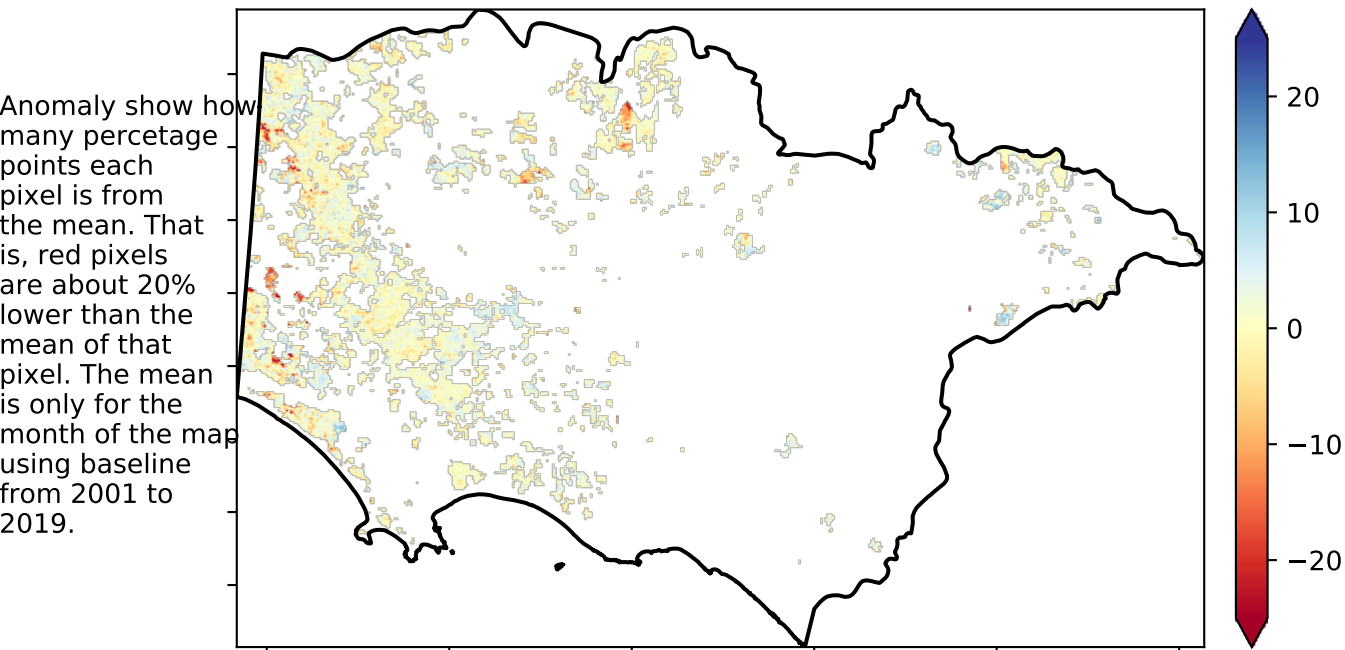 Anomaly show how
many percetage
points each
pixel is from
the mean. That
is, red pixels
are about 20%
lower than the
mean of that
pixel. The mean
is only for the
month of the map
using baseline
from 2001 to
2019.
20
10
0
−10
−20